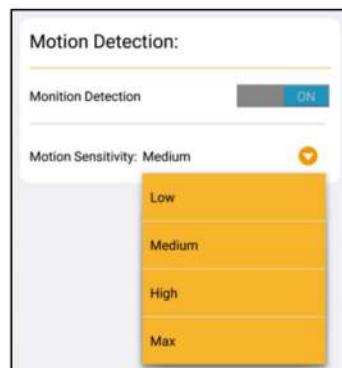 Motion Detection:
Monition Detection ON
Motion Sensitivity: Medium
Low
Medium
High
Max